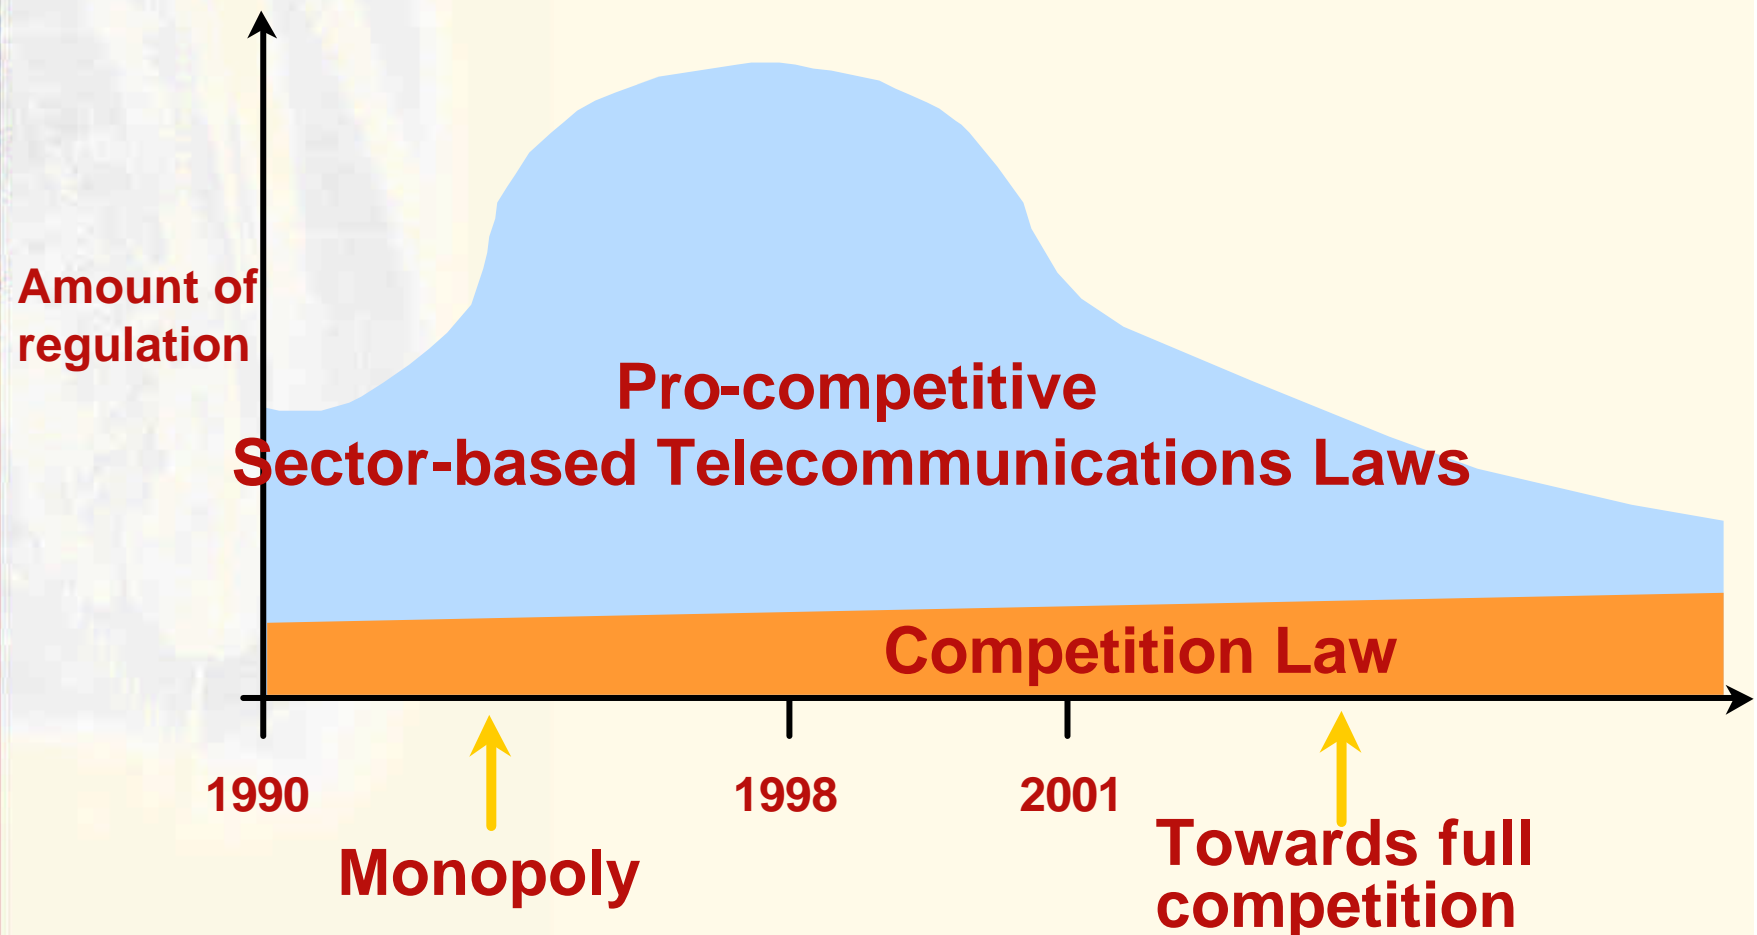 Amount of
regulation
Pro-competitive
Sector-based Telecommunications Laws
Competition Law
1990
1998
2001
Monopoly
Towards full
competition